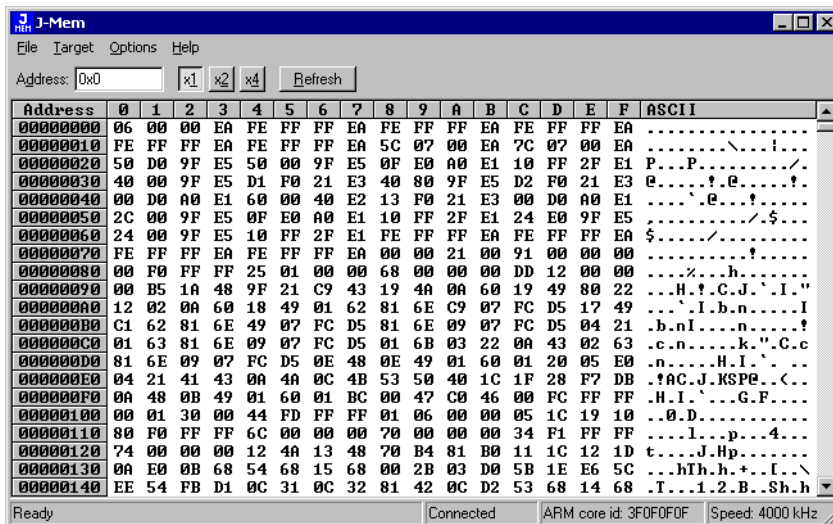 J-Mem
File Target Options Help
Address: 0x0 x1 x2 x4 Refresh
Address 0 1 2 3 4 5 6 7 8 9 A B C D E F ASCII
00000000 06 00 00 EA FE FF FF EA FE FF FF EA FE FF FF EA ................
00000010 FE FF FF EA FE FF FF EA 5C 07 00 EA 7C 07 00 EA ........\...|...
00000020 50 D0 9F E5 50 00 9F E5 0F E0 A0 E1 10 FF 2F E1 P...P........./.
00000030 40 00 9F E5 D1 F0 21 E3 40 80 9F E5 D2 F0 21 E3 @.....!.@.....!.
00000040 00 D0 A0 E1 60 00 40 E2 13 F0 21 E3 00 D0 A0 E1 ....`.@...!.....
00000050 2C 00 9F E5 0F E0 A0 E1 10 FF 2F E1 24 E0 9F E5 ,........./.$...
00000060 24 00 9F E5 10 FF 2F E1 FE FF FF EA FE FF FF EA $...../.........
00000070 FE FF FF EA FE FF FF EA 00 00 21 00 91 00 00 00 ..........!.....
00000080 00 F0 FF FF 25 01 00 00 68 00 00 00 DD 12 00 00 ....%...h.......
00000090 00 B5 1A 48 9F 21 C9 43 19 4A 0A 60 19 49 80 22 ...H.!.C.J.`.I."
000000A0 12 02 0A 60 18 49 01 62 81 6E C9 07 FC D5 17 49 ...`.I.b.n.....I
000000B0 C1 62 81 6E 49 07 FC D5 81 6E 09 07 FC D5 04 21 .b.nI....n.....!
000000C0 01 63 81 6E 09 07 FC D5 01 6B 03 22 0A 43 02 63 .c.n.....k.".C.c
000000D0 81 6E 09 07 FC D5 0E 48 0E 49 01 60 01 20 05 E0 .n.....H.I.`. ..
000000E0 04 21 41 43 0A 4A 0C 4B 53 50 40 1C 1F 28 F7 DB .!AC.J.KSP@..(..
000000F0 0A 48 0B 49 01 60 01 BC 00 47 C0 46 00 FC FF FF .H.I.`...G.F....
00000100 00 01 30 00 44 FD FF FF 01 06 00 00 05 1C 19 10 ..0.D...........
00000110 80 F0 FF FF 6C 00 00 00 70 00 00 00 34 F1 FF FF ....l...p...4...
00000120 74 00 00 00 12 4A 13 48 70 B4 81 B0 11 1C 12 1D t....J.Hp.......
00000130 0A E0 0B 68 54 68 15 68 00 2B 03 D0 5B 1E E6 5C ...hTh.h.+..[..\
00000140 EE 54 FB D1 0C 31 0C 32 81 42 0C D2 53 68 14 68 .T...1.2.B..Sh.h
Ready Connected ARM core id: 3F0F0F0F Speed: 4000 kHz